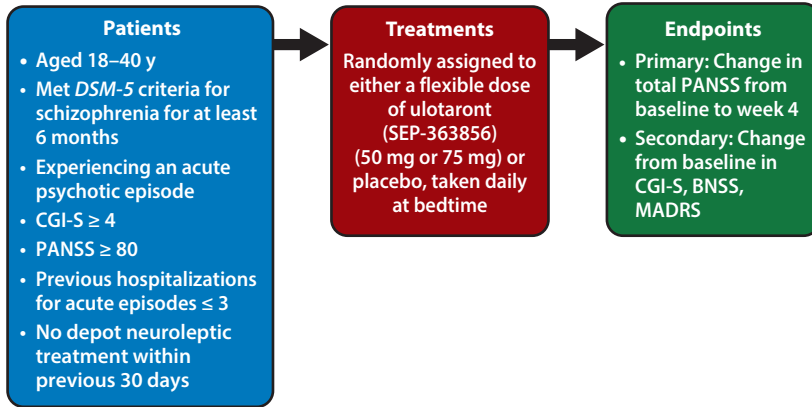 Patients
• Aged 18–40 y
• Met DSM-5 criteria for
schizophrenia for at least
6 months
• Experiencing an acute
psychotic episode
• CGI-S ≥ 4
• PANSS ≥ 80
• Previous hospitalizations
for acute episodes ≤ 3
• No depot neuroleptic
treatment within
previous 30 days
Treatments
Randomly assigned to
either a flexible dose
of ulotaront
(SEP-363856)
(50 mg or 75 mg) or
placebo, taken daily
at bedtime
Endpoints
• Primary: Change in
total PANSS from
baseline to week 4
• Secondary: Change
from baseline in
CGI-S, BNSS,
MADRS